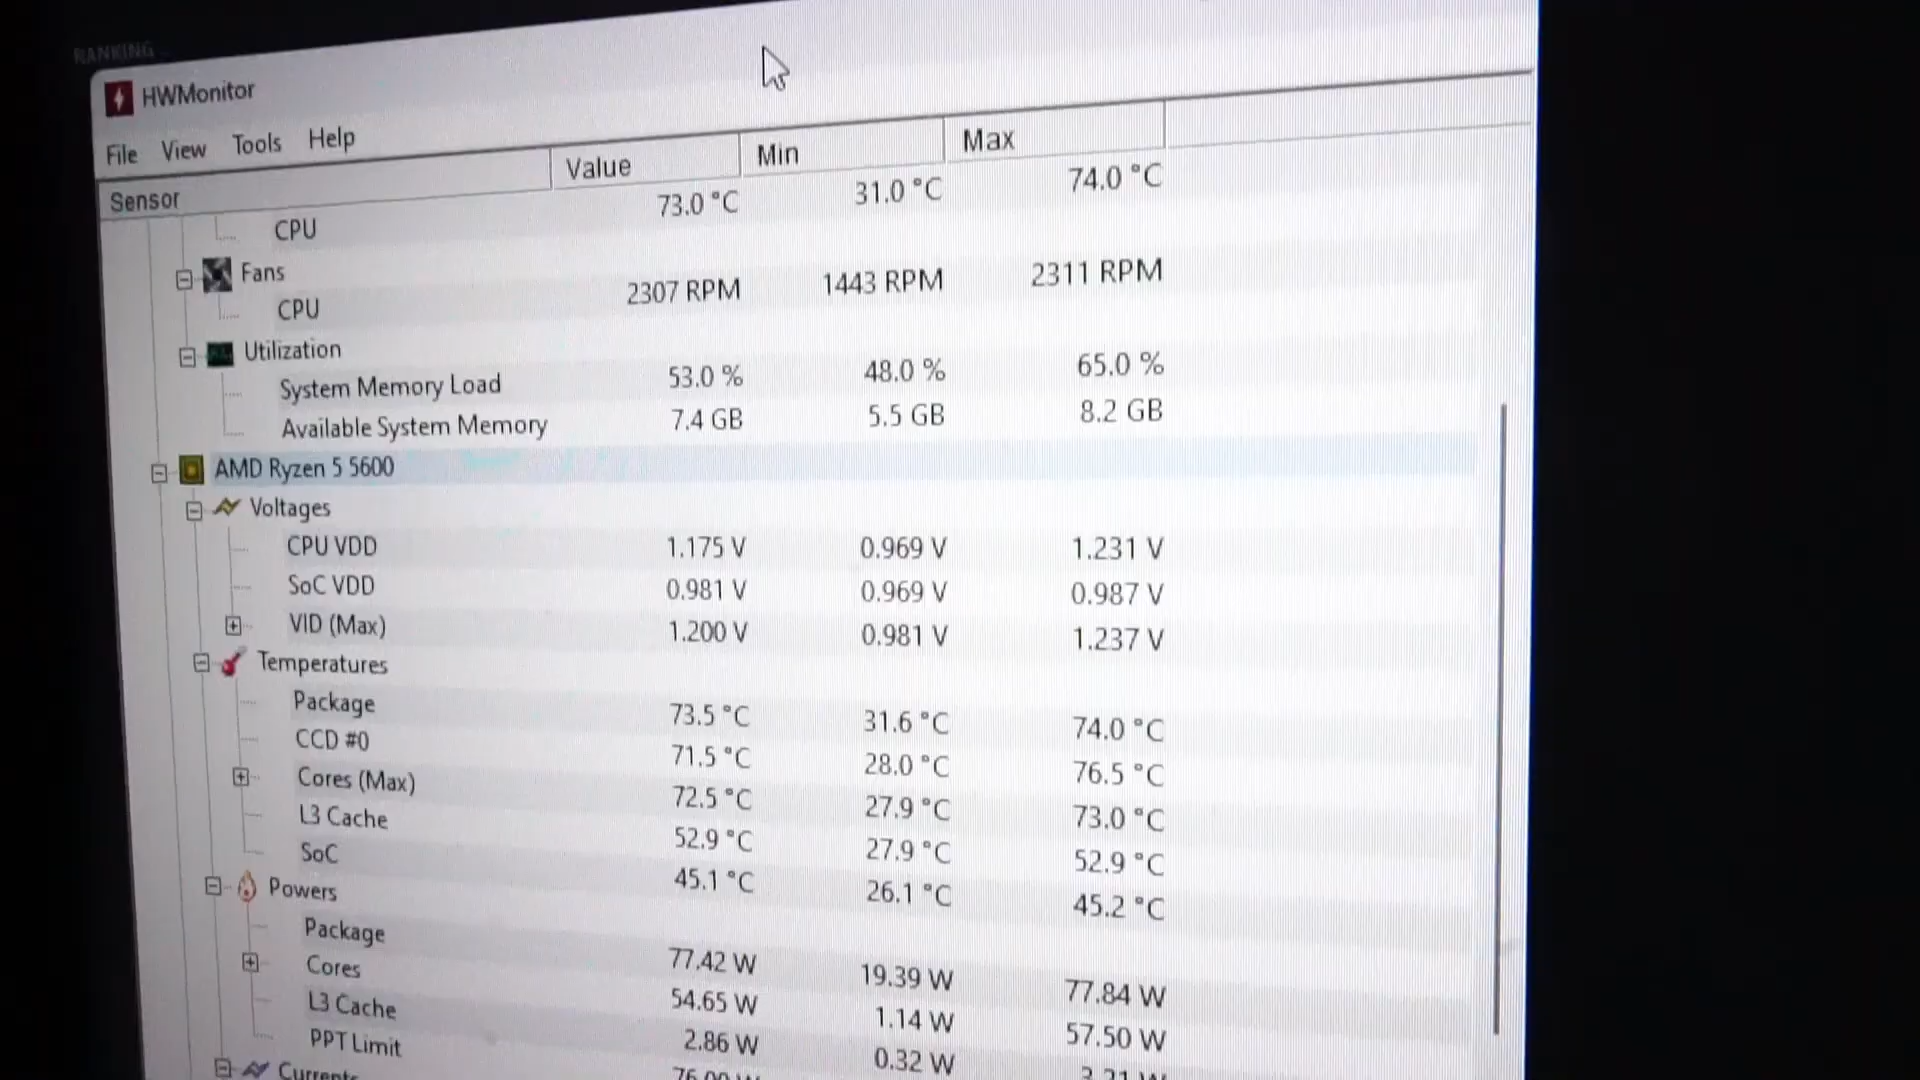 RANKING
HWMonitor
File View Tools Help
Sensor Value Min Max
CPU 73.0 °C 31.0 °C 74.0 °C
Fans
CPU 2307 RPM 1443 RPM 2311 RPM
Utilization
System Memory Load 53.0 % 48.0 % 65.0 %
Available System Memory 7.4 GB 5.5 GB 8.2 GB
AMD Ryzen 5 5600
Voltages
CPU VDD 1.175 V 0.969 V 1.231 V
SoC VDD 0.981 V 0.969 V 0.987 V
VID (Max) 1.200 V 0.981 V 1.237 V
Temperatures
Package 73.5 °C 31.6 °C 74.0 °C
CCD #0 71.5 °C 28.0 °C 76.5 °C
Cores (Max) 72.5 °C 27.9 °C 73.0 °C
L3 Cache 52.9 °C 27.9 °C 52.9 °C
SoC 45.1 °C 26.1 °C 45.2 °C
Powers
Package 77.42 W 19.39 W 77.84 W
Cores 54.65 W 1.14 W 57.50 W
L3 Cache 2.86 W 0.32 W 3.21 W
PPT Limit 76.00 W
Currents